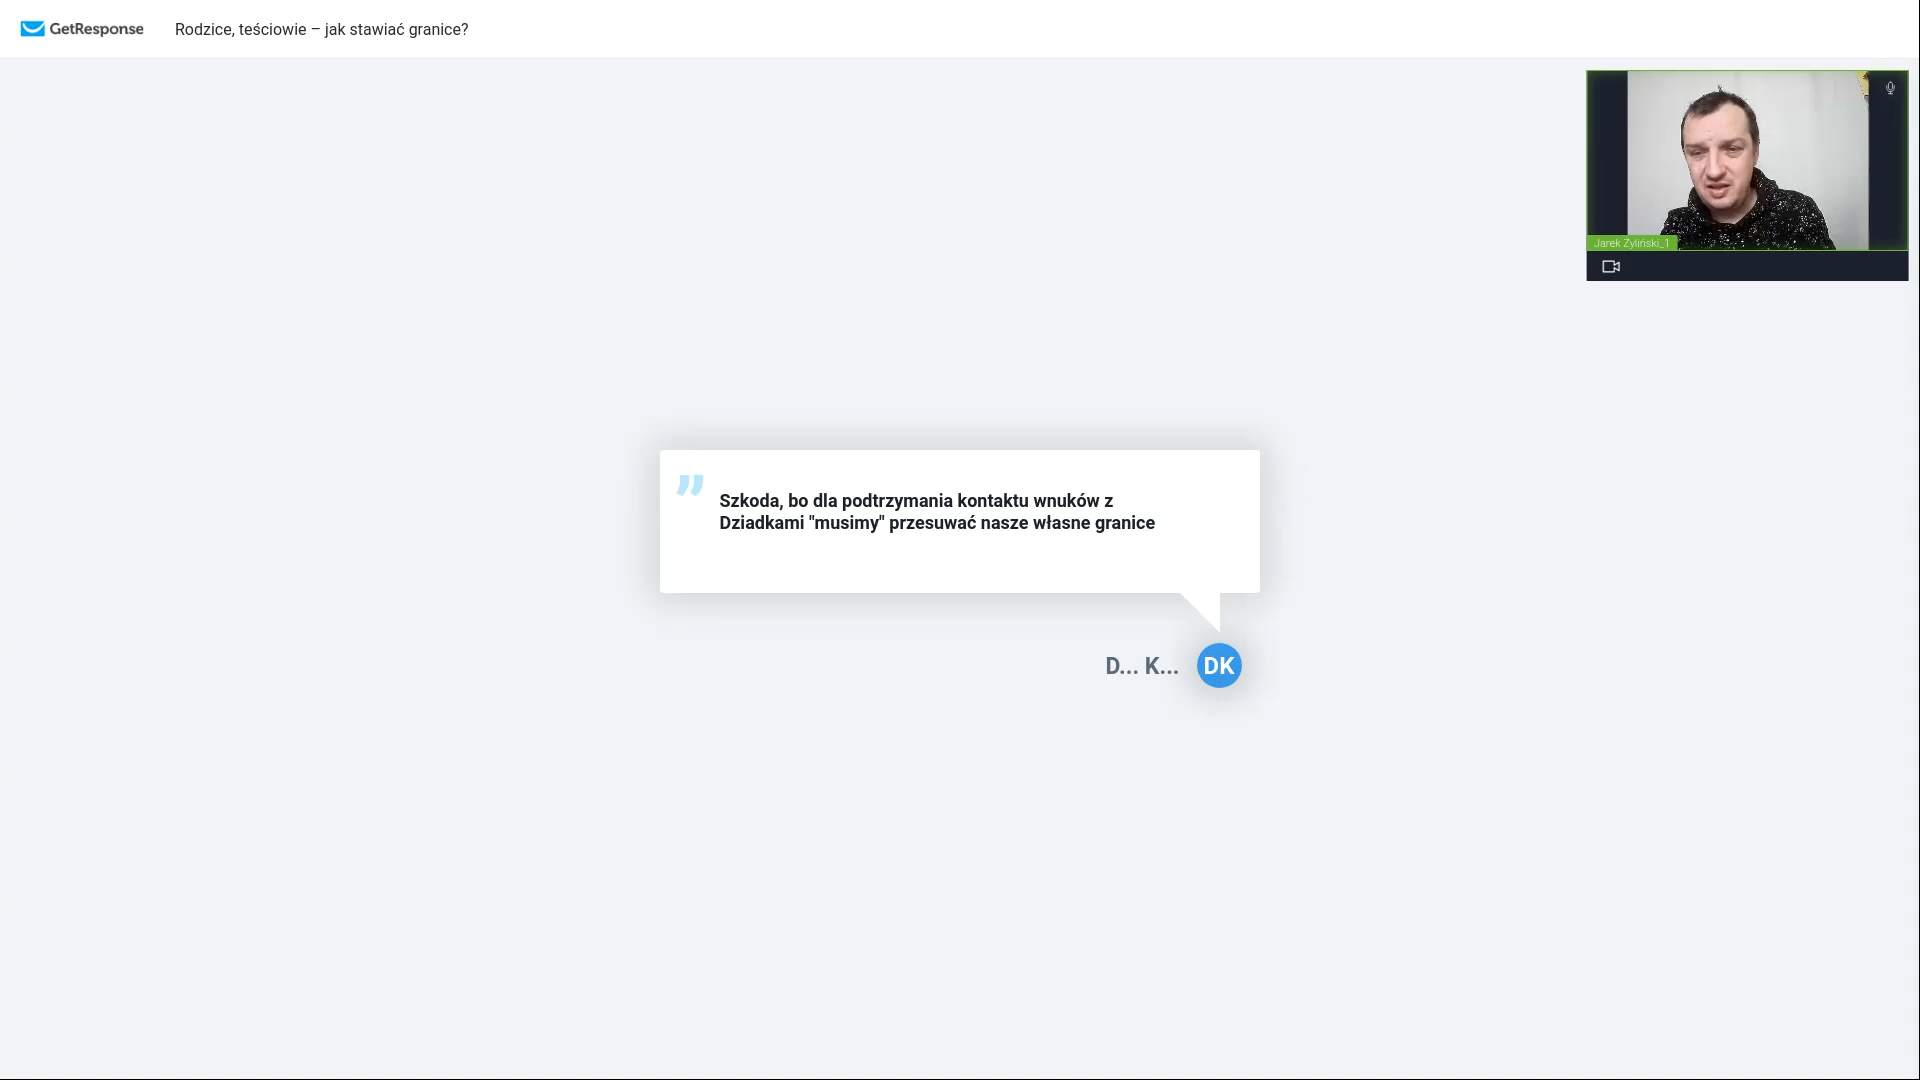 GetResponse
Rodzice, teściowie – jak stawiać granice?
Jarek Żyliński_1
Szkoda, bo dla podtrzymania kontaktu wnuków z
Dziadkami "musimy" przesuwać nasze własne granice
D... K...
DK